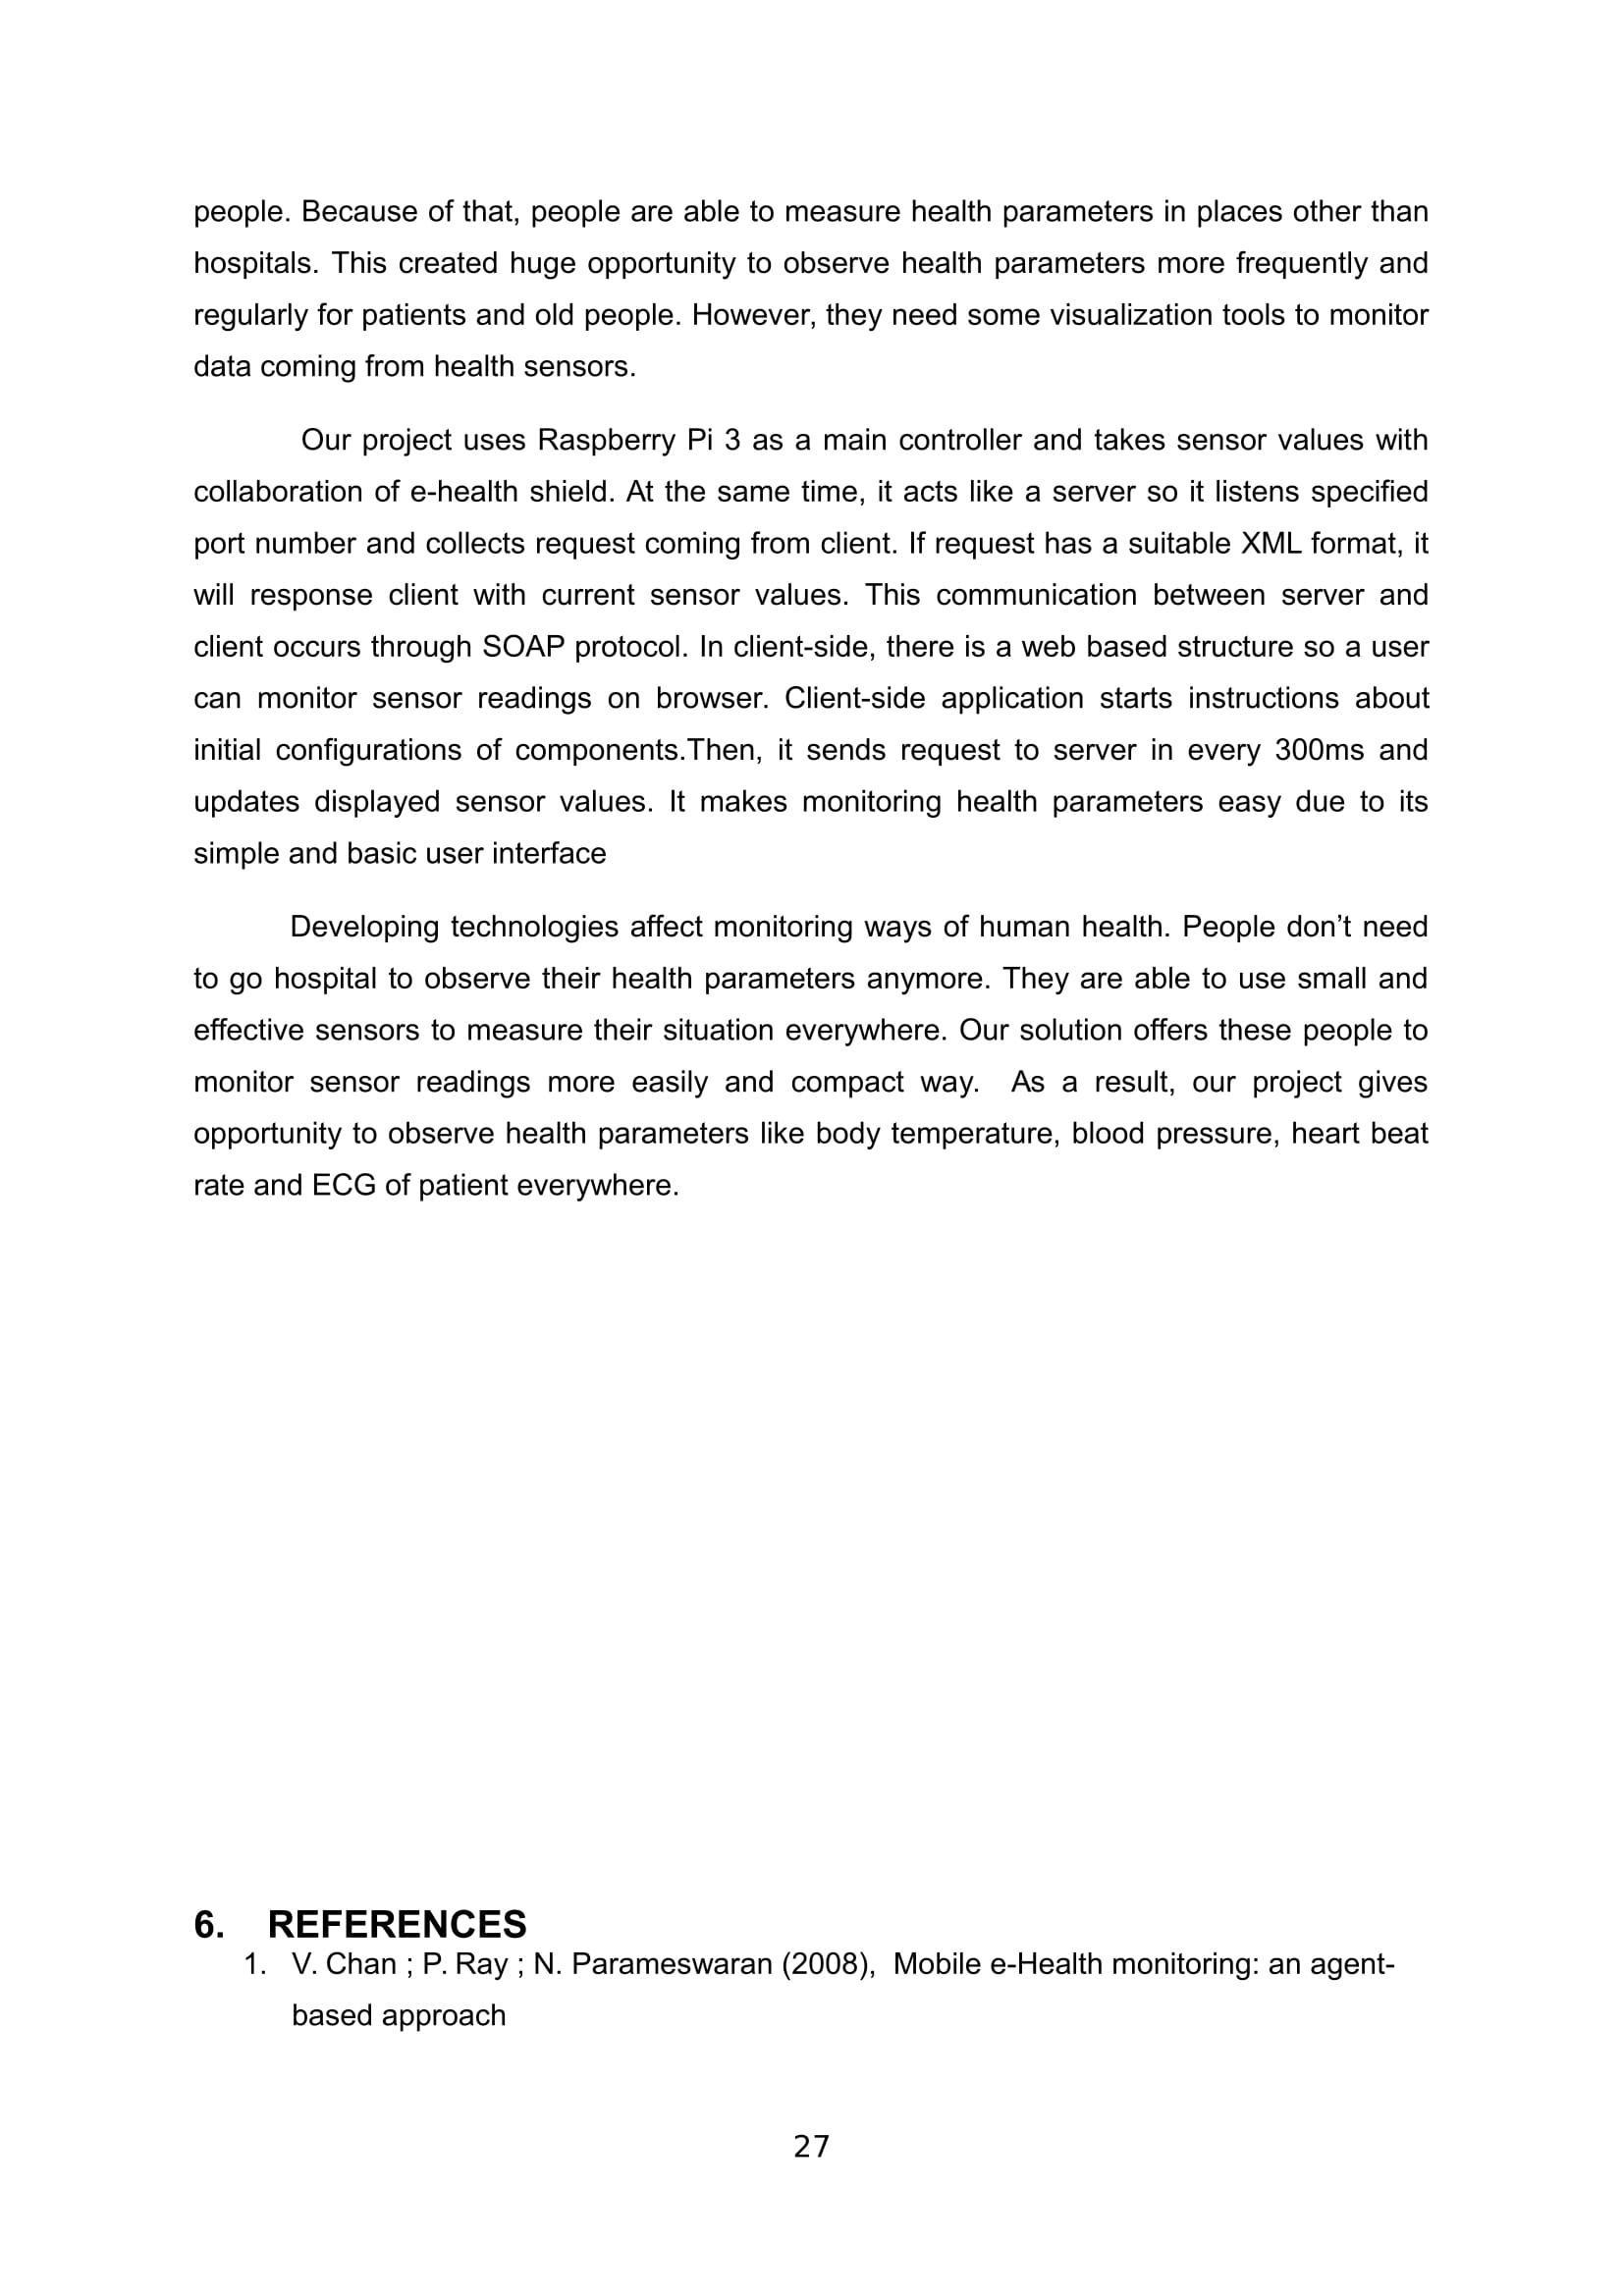 people. Because of that, people are able to measure health parameters in places other than
hospitals. This created huge opportunity to observe health parameters more frequently and
regularly for patients and old people. However, they need some visualization tools to monitor
data coming from health sensors.
Our project uses Raspberry Pi 3 as a main controller and takes sensor values with
collaboration of e-health shield. At the same time, it acts like a server so it listens specified
port number and collects request coming from client. If request has a suitable XML format, it
will response client with current sensor values. This communication between server and
client occurs through SOAP protocol. In client-side, there is a web based structure so a user
can monitor sensor readings on browser. Client-side application starts instructions about
initial configurations of components.Then, it sends request to server in every 300ms and
updates displayed sensor values. It makes monitoring health parameters easy due to its
simple and basic user interface
Developing technologies affect monitoring ways of human health. People don’t need
to go hospital to observe their health parameters anymore. They are able to use small and
effective sensors to measure their situation everywhere. Our solution offers these people to
monitor sensor readings more easily and compact way.  As a result, our project gives
opportunity to observe health parameters like body temperature, blood pressure, heart beat
rate and ECG of patient everywhere.
6. REFERENCES
1. V. Chan ; P. Ray ; N. Parameswaran (2008),  Mobile e-Health monitoring: an agent-
based approach
27